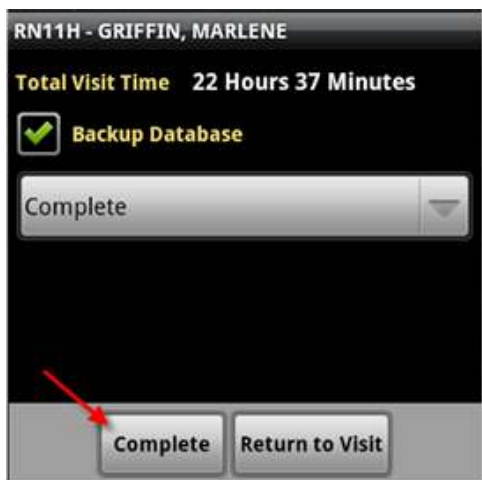 RN11H - GRIFFIN, MARLENE
Total Visit Time 22 Hours 37 Minutes
Backup Database
Complete
Complete Return to Visit